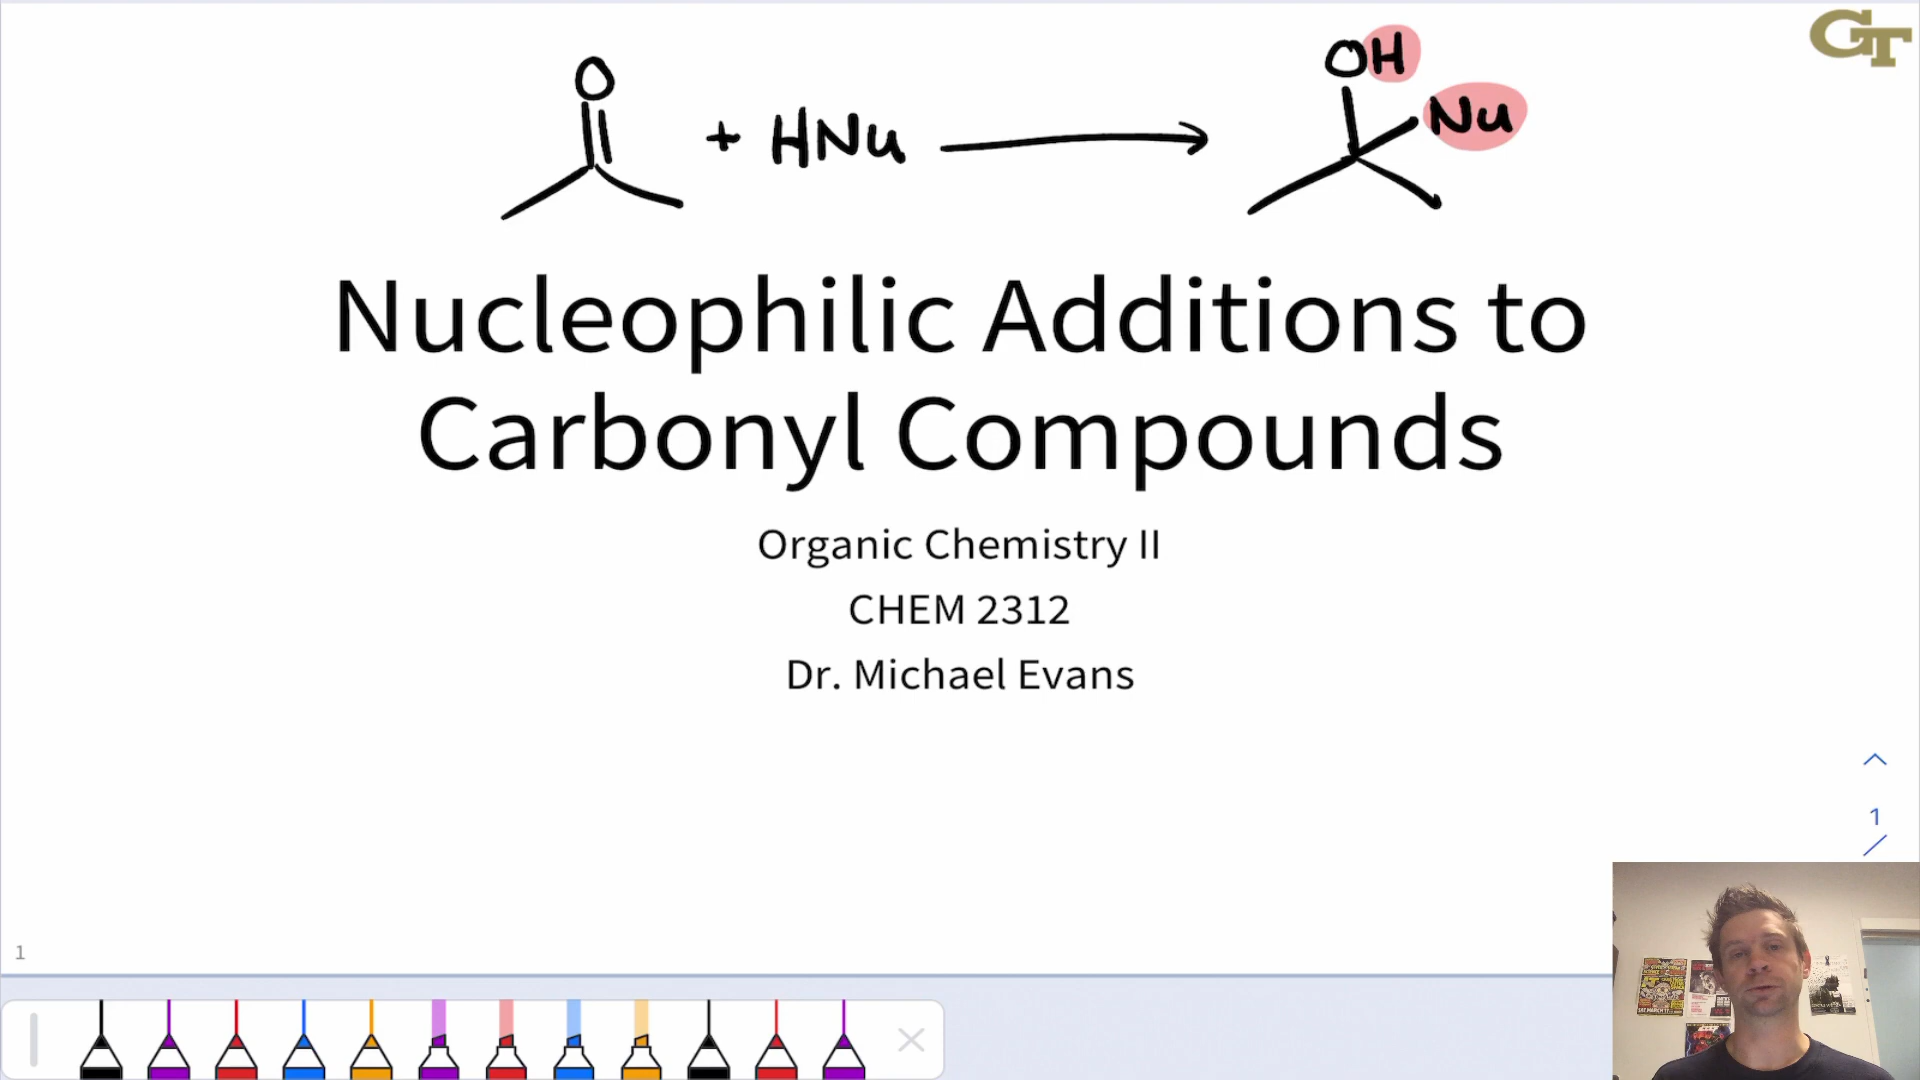 GT
O
OH
+ HNu
Nu
Nucleophilic Additions to
Carbonyl Compounds
Organic Chemistry II
CHEM 2312
Dr. Michael Evans
1
1